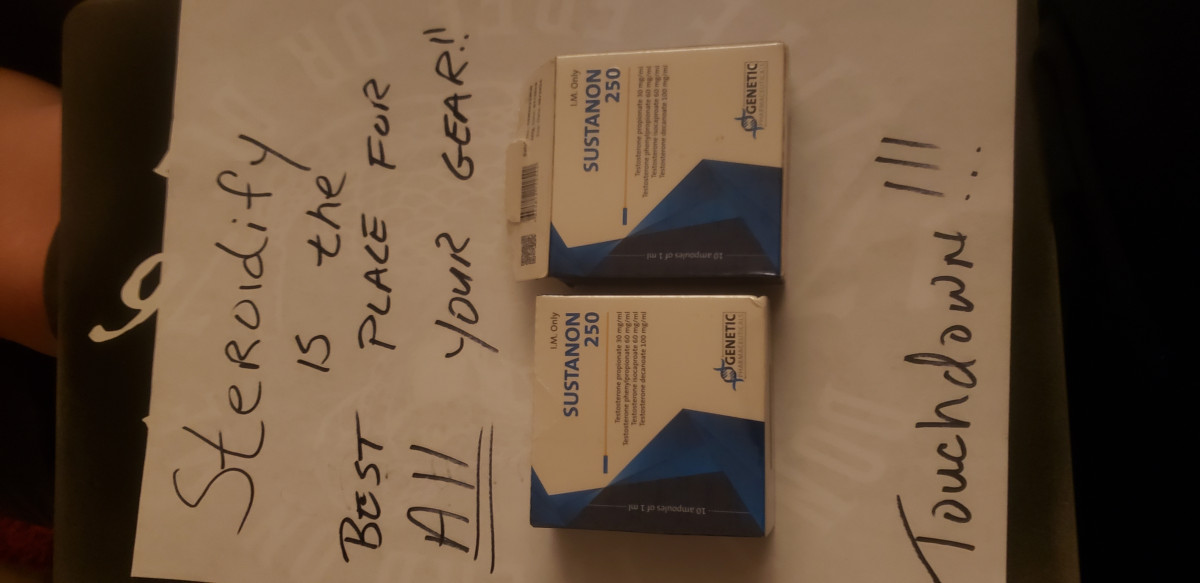 Steroidify
IS the
BEST PLACE FOR
All YOUR GEAR!!
I.M. Only
SUSTANON
250
Testosterone propionate 30 mg/ml
Testosterone phenylpropionate 60 mg/ml
Testosterone isocaproate 60 mg/ml
Testosterone decanoate 100 mg/ml
GENETIC
PHARMACEUTICALS
10 ampoules of 1 ml
I.M. Only
SUSTANON
250
Testosterone propionate 30 mg/ml
Testosterone phenylpropionate 60 mg/ml
Testosterone isocaproate 60 mg/ml
Testosterone decanoate 100 mg/ml
GENETIC
PHARMACEUTICALS
10 ampoules of 1 ml
Touchdown!!!